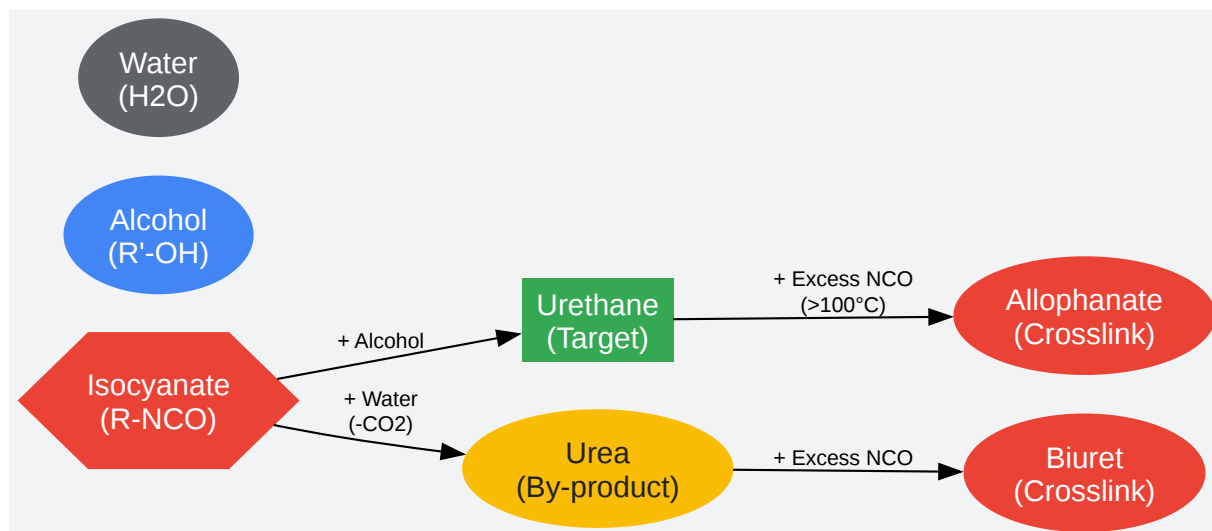 Water
(H2O)
Alcohol
(R'-OH)
Isocyanate
(R-NCO)
+ Alcohol
+ Water
(-CO2)
Urethane
(Target)
Urea
(By-product)
+ Excess NCO
(>100°C)
+ Excess NCO
Allophanate
(Crosslink)
Biuret
(Crosslink)